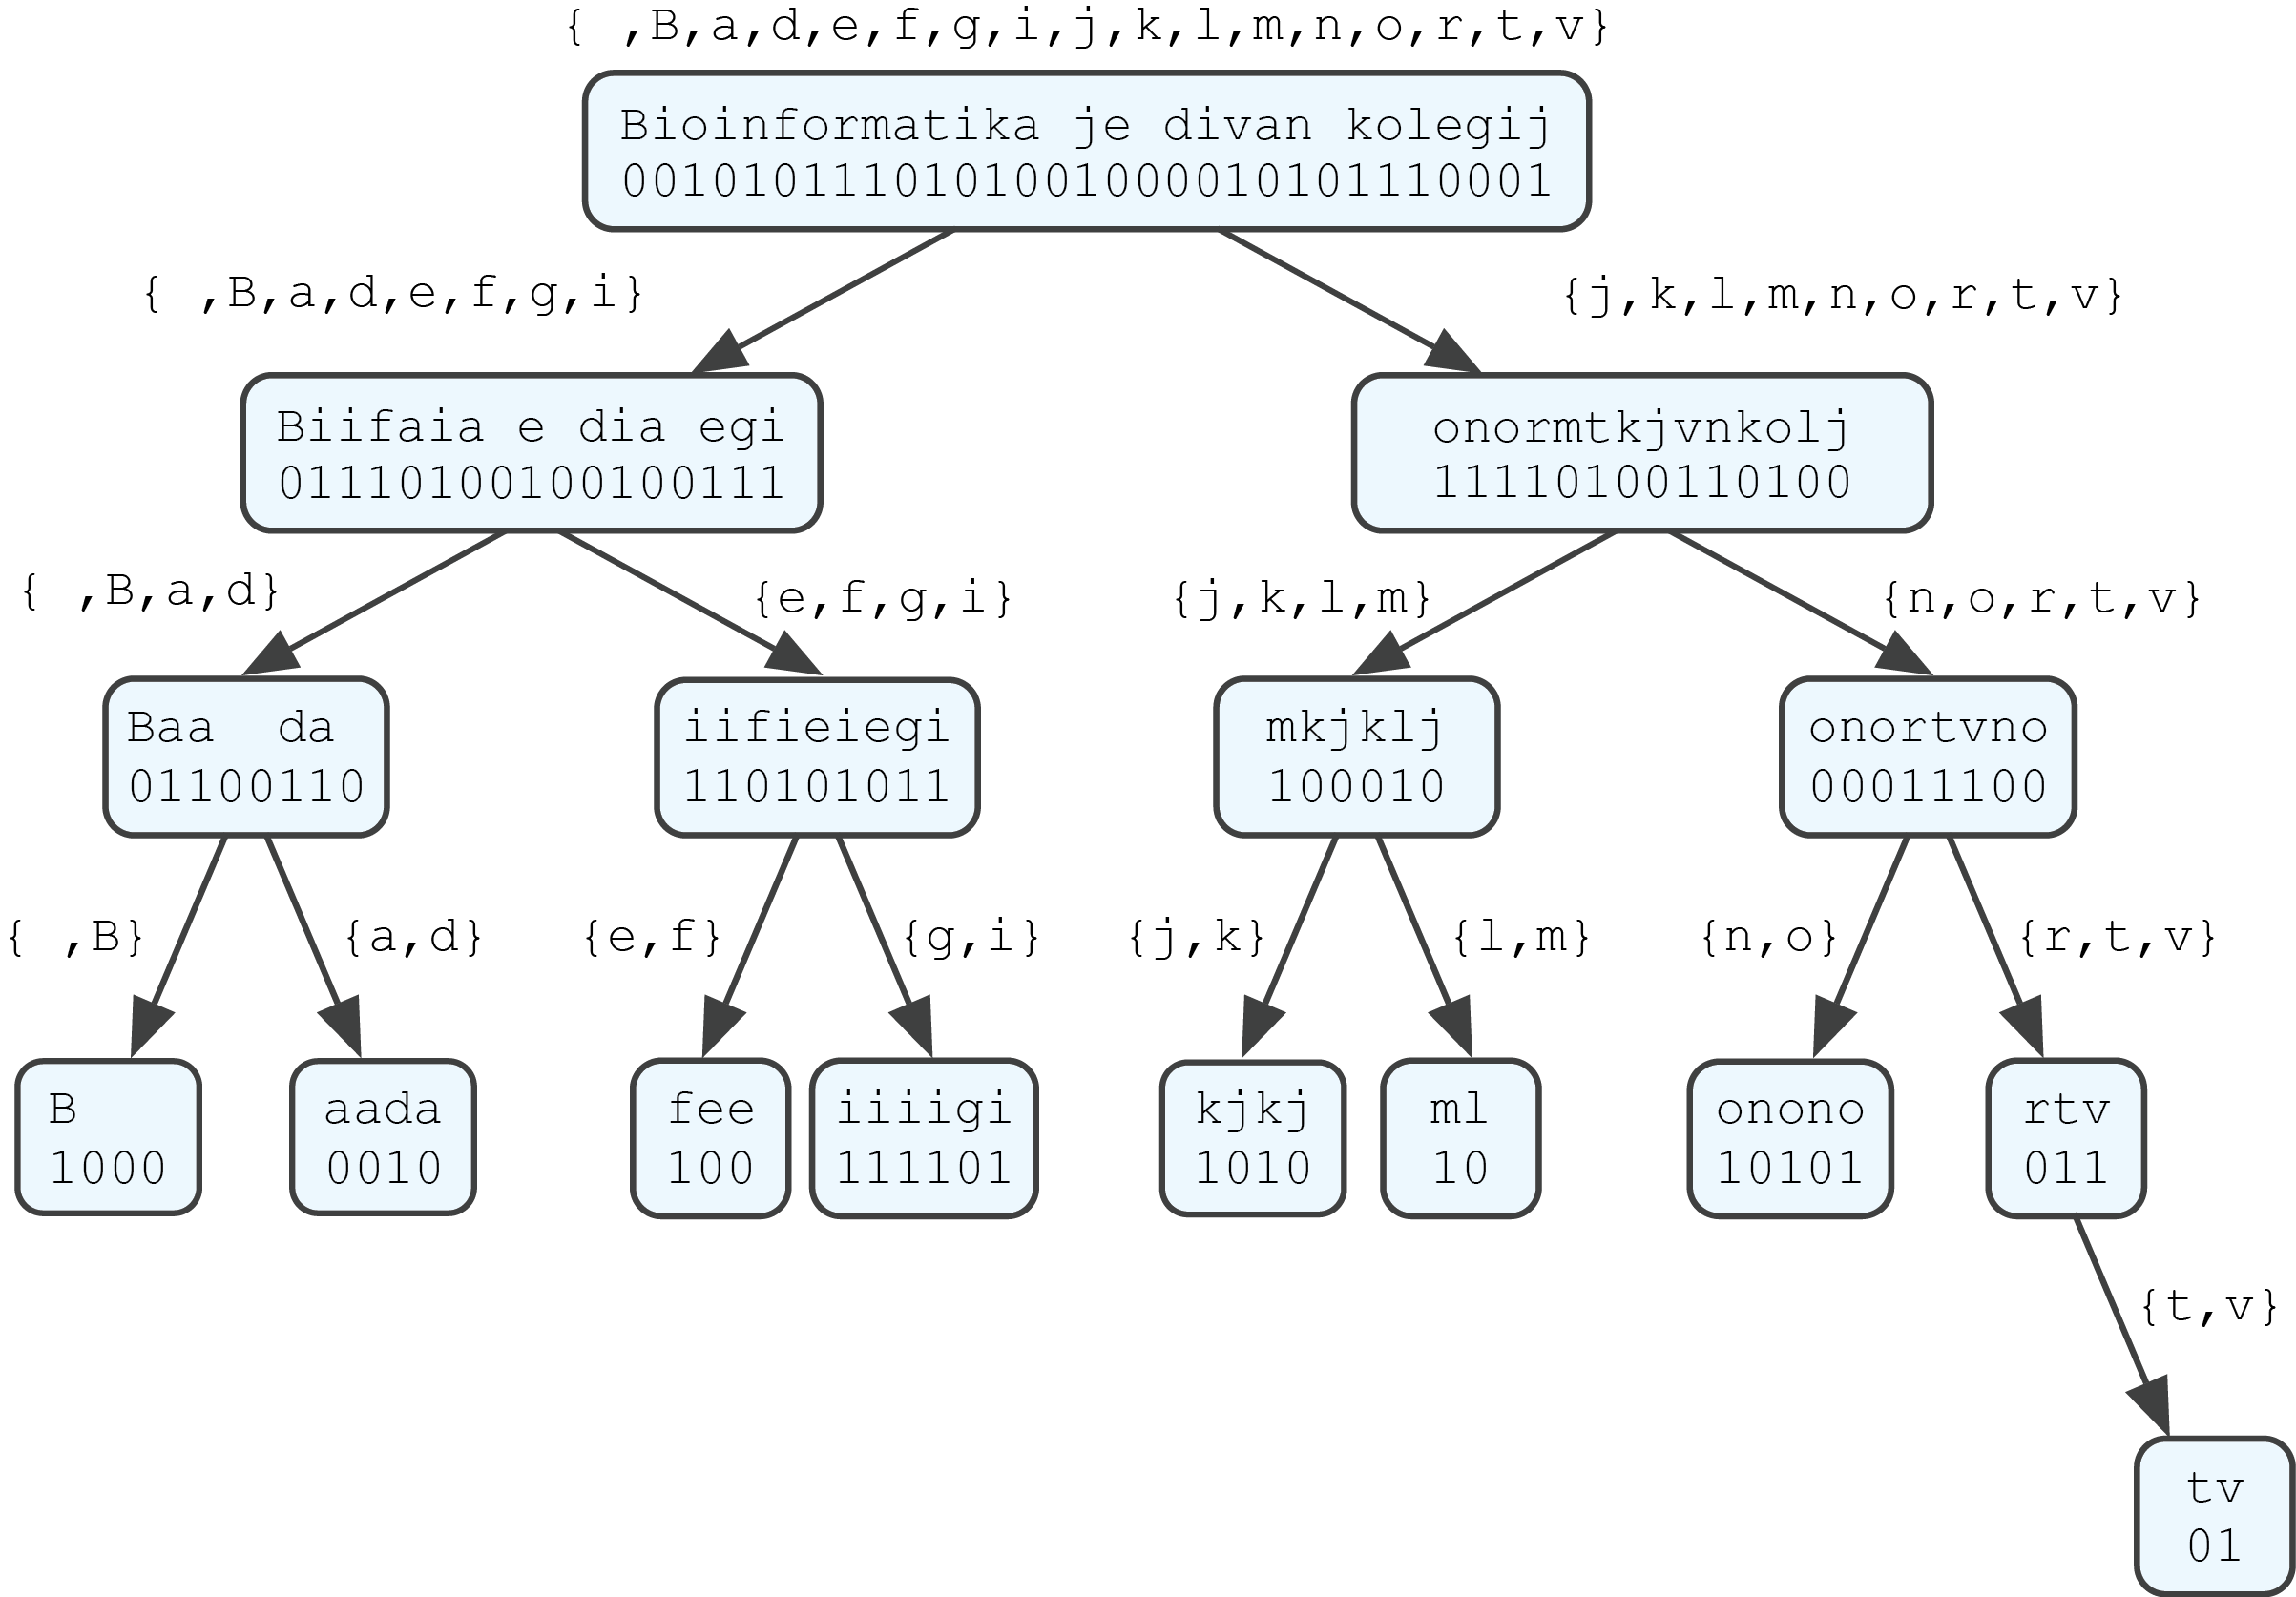 { ,B,a,d,e,f,g,i,j,k,l,m,n,o,r,t,v}
Bioinformatika je divan kolegij
0010101110101001000010101110001
{ ,B,a,d,e,f,g,i}
{j,k,l,m,n,o,r,t,v}
Biifaia e dia egi
01110100100100111
onormtkjvnkolj
11110100110100
{ ,B,a,d}
{e,f,g,i}
{j,k,l,m}
{n,o,r,t,v}
Baa  da
01100110
iifieiegi
110101011
mkjklj
100010
onortvno
00011100
{ ,B}
{a,d}
{e,f}
{g,i}
{j,k}
{l,m}
{n,o}
{r,t,v}
B
1000
aada
0010
fee
100
iiiigi
111101
kjkj
1010
ml
10
onono
10101
rtv
011
{t,v}
tv
01